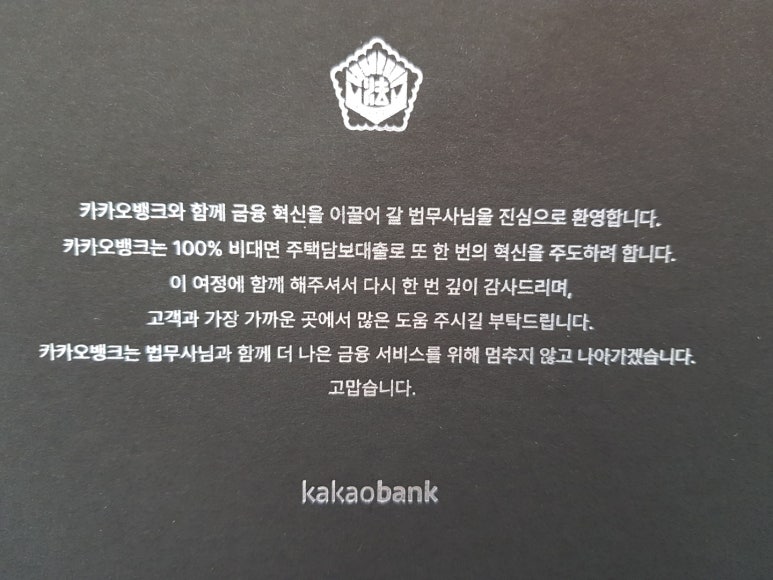 法
카카오뱅크와 함께 금융 혁신을 이끌어 갈 법무사님을 진심으로 환영합니다.
카카오뱅크는 100% 비대면 주택담보대출로 또 한 번의 혁신을 주도하려 합니다.
이 여정에 함께 해주셔서 다시 한 번 깊이 감사드리며,
고객과 가장 가까운 곳에서 많은 도움 주시길 부탁드립니다.
카카오뱅크는 법무사님과 함께 더 나은 금융 서비스를 위해 멈추지 않고 나아가겠습니다.
고맙습니다.
kakaobank